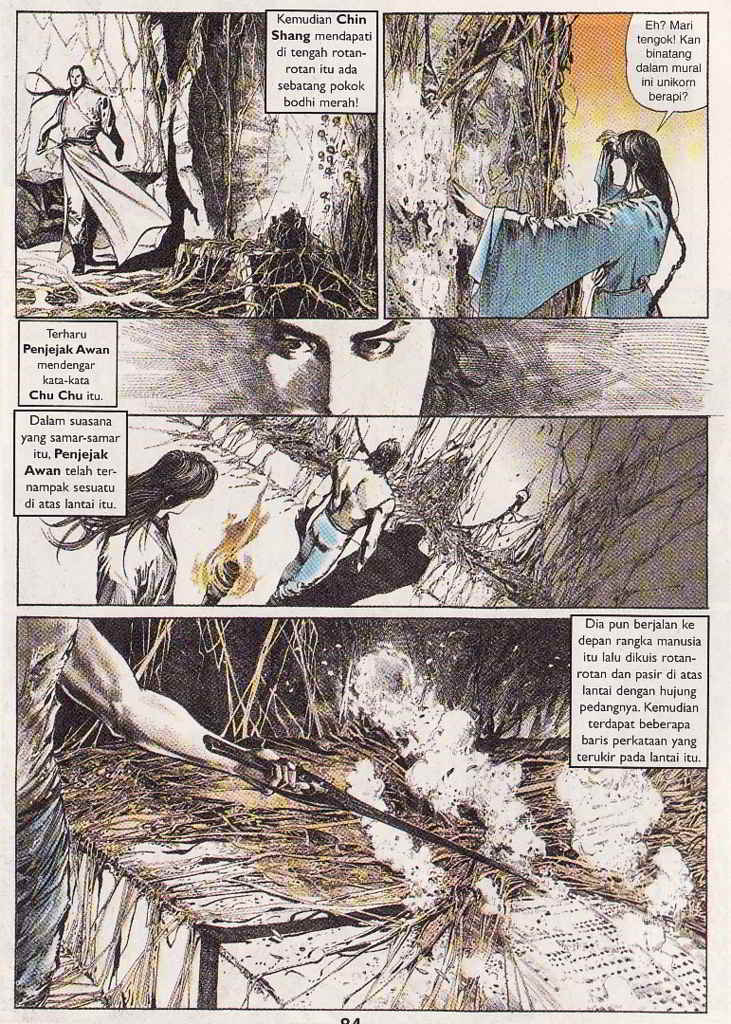 Kemudian Chin
Shang mendapati
di tengah rotan-
rotan itu ada
sebatang pokok
bodhi merah!
Eh? Mari
tengok! Kan
binatang
dalam mural
ini unikorn
berapi?
Terharu
Penjejak Awan
mendengar
kata-kata
Chu Chu itu.
Dalam suasana
yang samar-samar
itu, Penjejak
Awan telah ter-
nampak sesuatu
di atas lantai itu.
Dia pun berjalan ke
depan rangka manusia
itu lalu dikuis rotan-
rotan dan pasir di atas
lantai dengan hujung
pedangnya. Kemudian
terdapat beberapa
baris perkataan yang
terukir pada lantai itu.
84